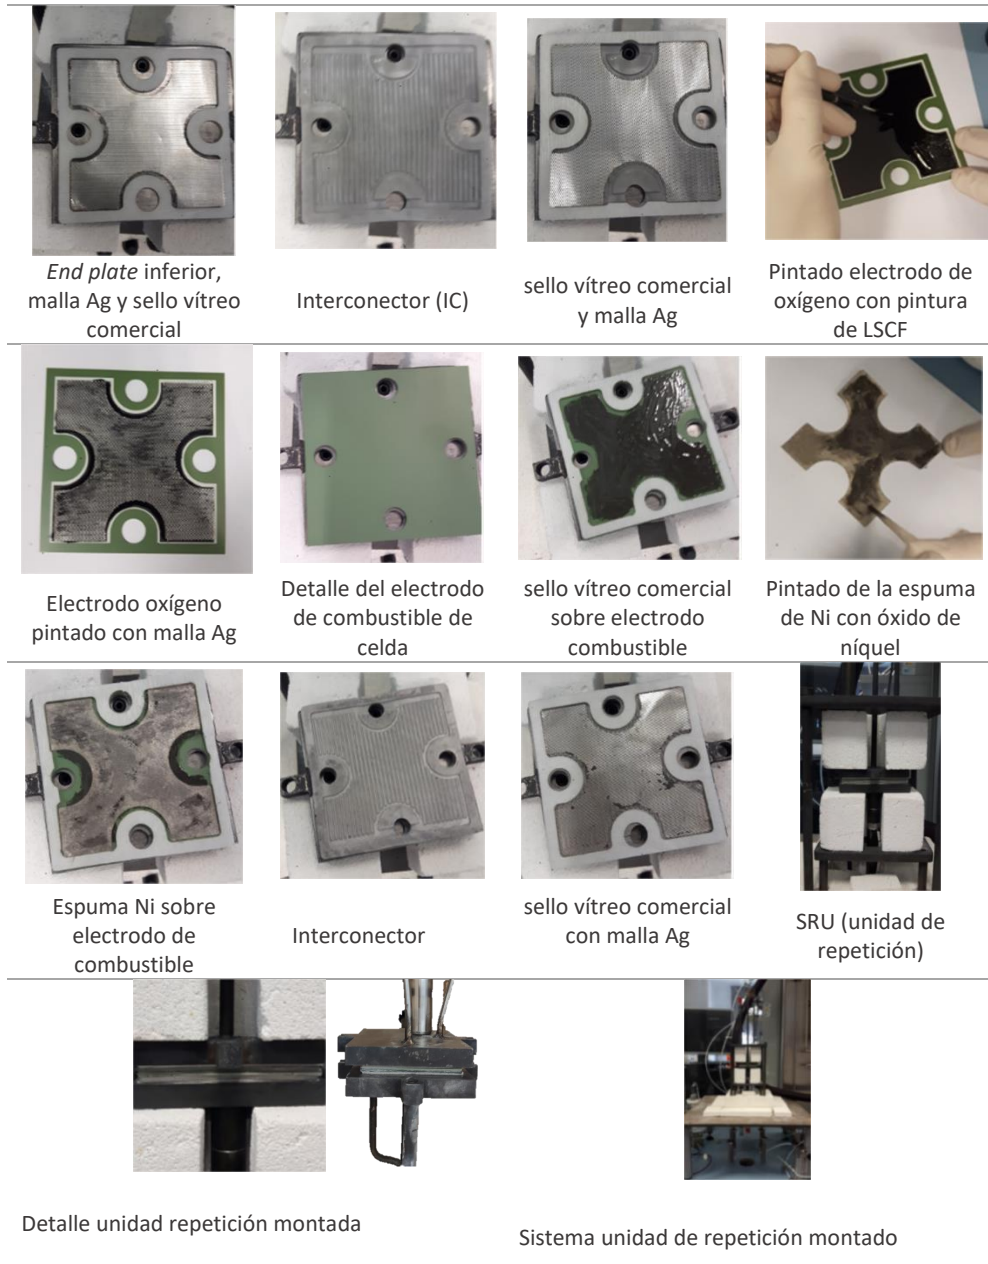 End plate inferior,
malla Ag y sello vítreo
comercial
Interconector (IC)
sello vítreo comercial
y malla Ag
Pintado electrodo de
oxígeno con pintura
de LSCF
Electrodo oxígeno
pintado con malla Ag
Detalle del electrodo
de combustible de
celda
sello vítreo comercial
sobre electrodo
combustible
Pintado de la espuma
de Ni con óxido de
níquel
Espuma Ni sobre
electrodo de
combustible
Interconector
sello vítreo comercial
con malla Ag
SRU (unidad de
repetición)
Detalle unidad repetición montada
Sistema unidad de repetición montado